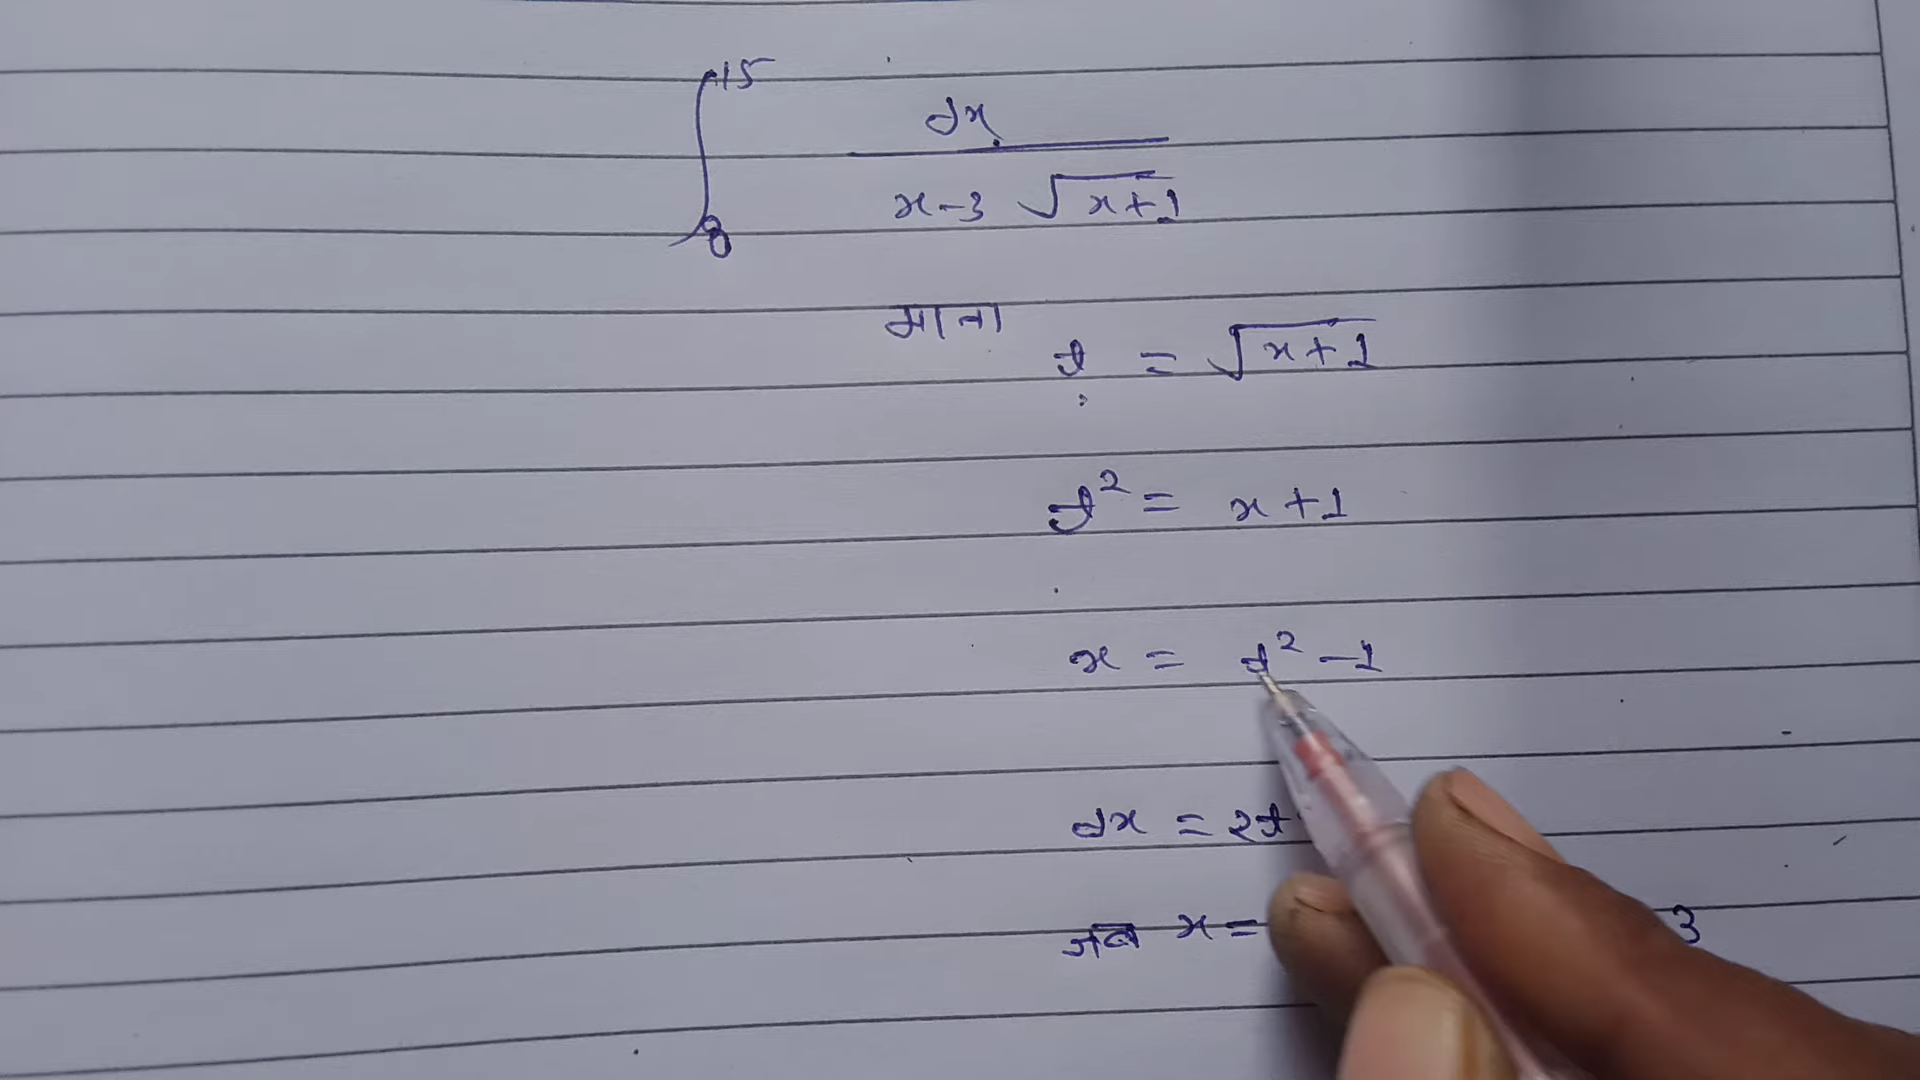 ∫₈¹⁵ dx / x-3 √x+1
माना
t = √x+1
t² = x+1
x = t² -1
dx = 2t
जब x = 3